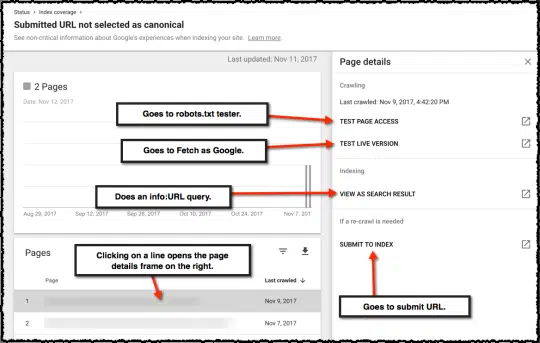 Status › Index coverage ›
Submitted URL not selected as canonical
See non-critical information about Google's experiences when indexing your site. Learn more.
Last updated: Nov 11, 2017
2 Pages
Date: Nov 12, 2017
Goes to robots.txt tester.
Goes to Fetch as Google.
Does an info:URL query.
Aug 29, 2017 Sep 12, 2017 Sep 26, 2017 Oct 10, 2017 Oct 24, 2017 Nov 7, 201
Pages
Clicking on a line opens the page
details frame on the right.
Page Last crawled
1 Nov 9, 2017
2 Nov 7, 2017
Page details
Crawling
Last crawled: Nov 9, 2017, 4:42:20 PM
TEST PAGE ACCESS
TEST LIVE VERSION
Indexing
VIEW AS SEARCH RESULT
If a re-crawl is needed
SUBMIT TO INDEX
Goes to submit URL.